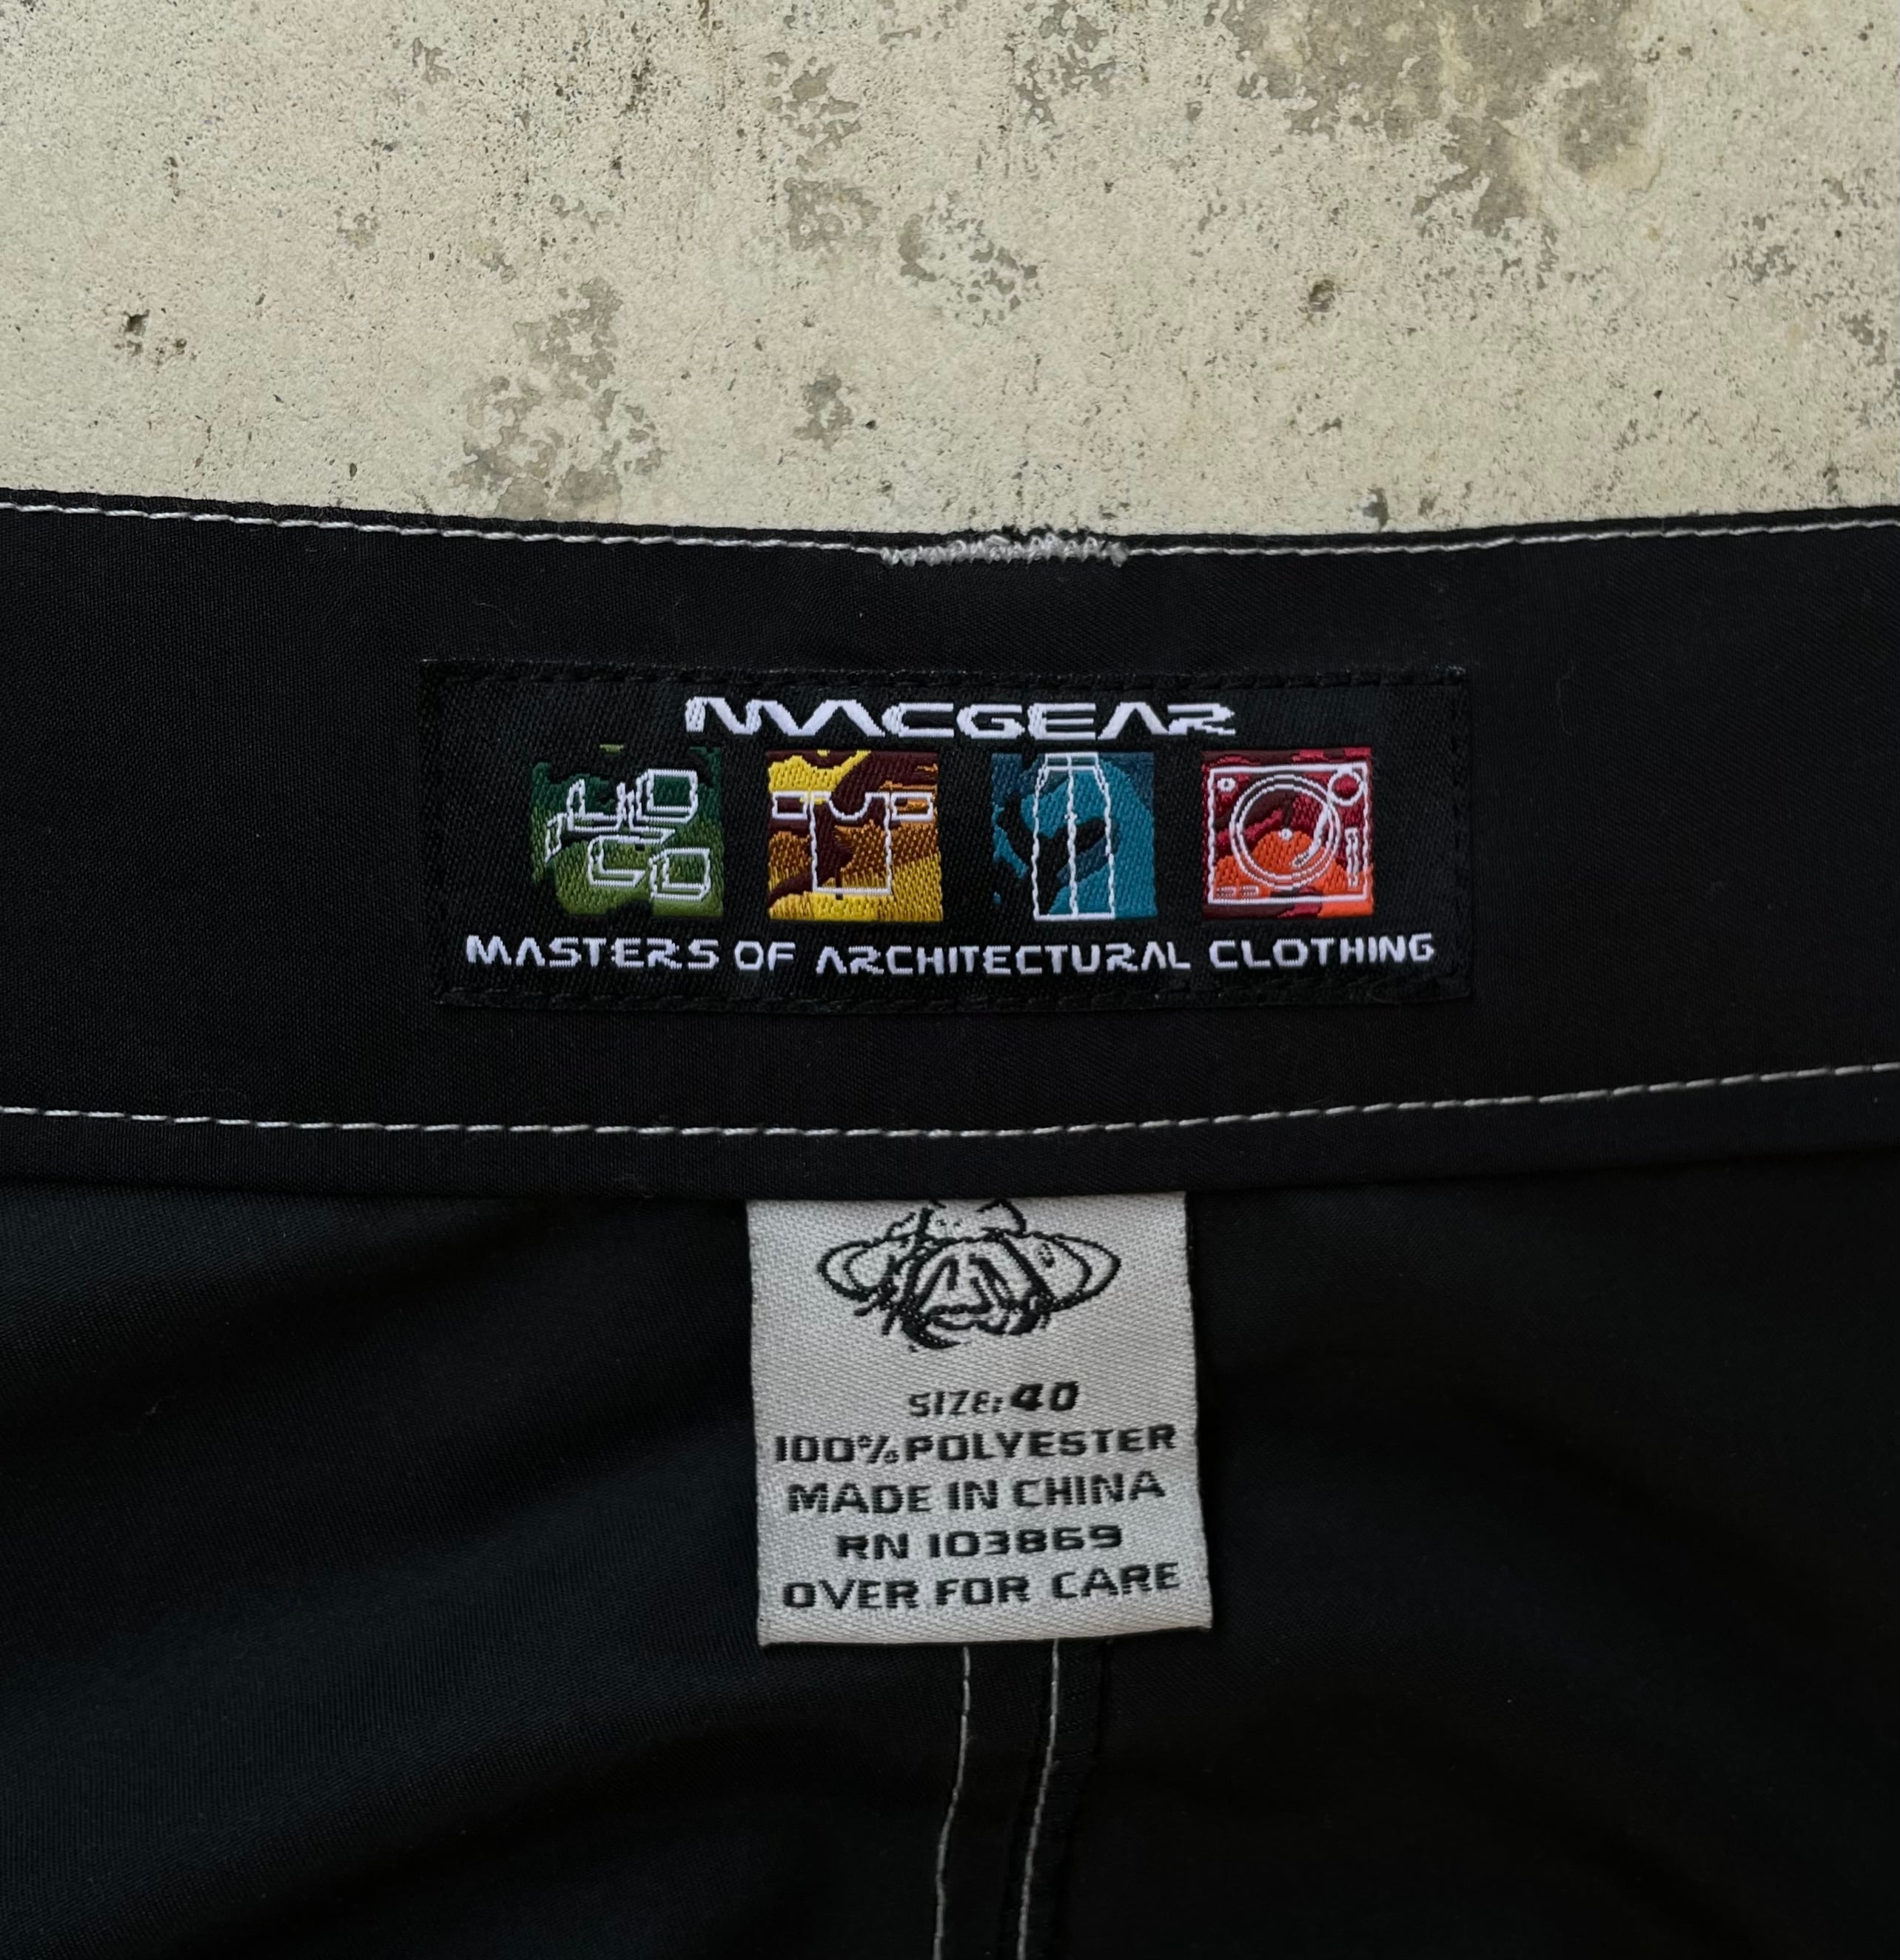 MACGEAR
MASTERS OF ARCHITECTURAL CLOTHING
SIZE: 40
100% POLYESTER
MADE IN CHINA
RN 103869
OVER FOR CARE